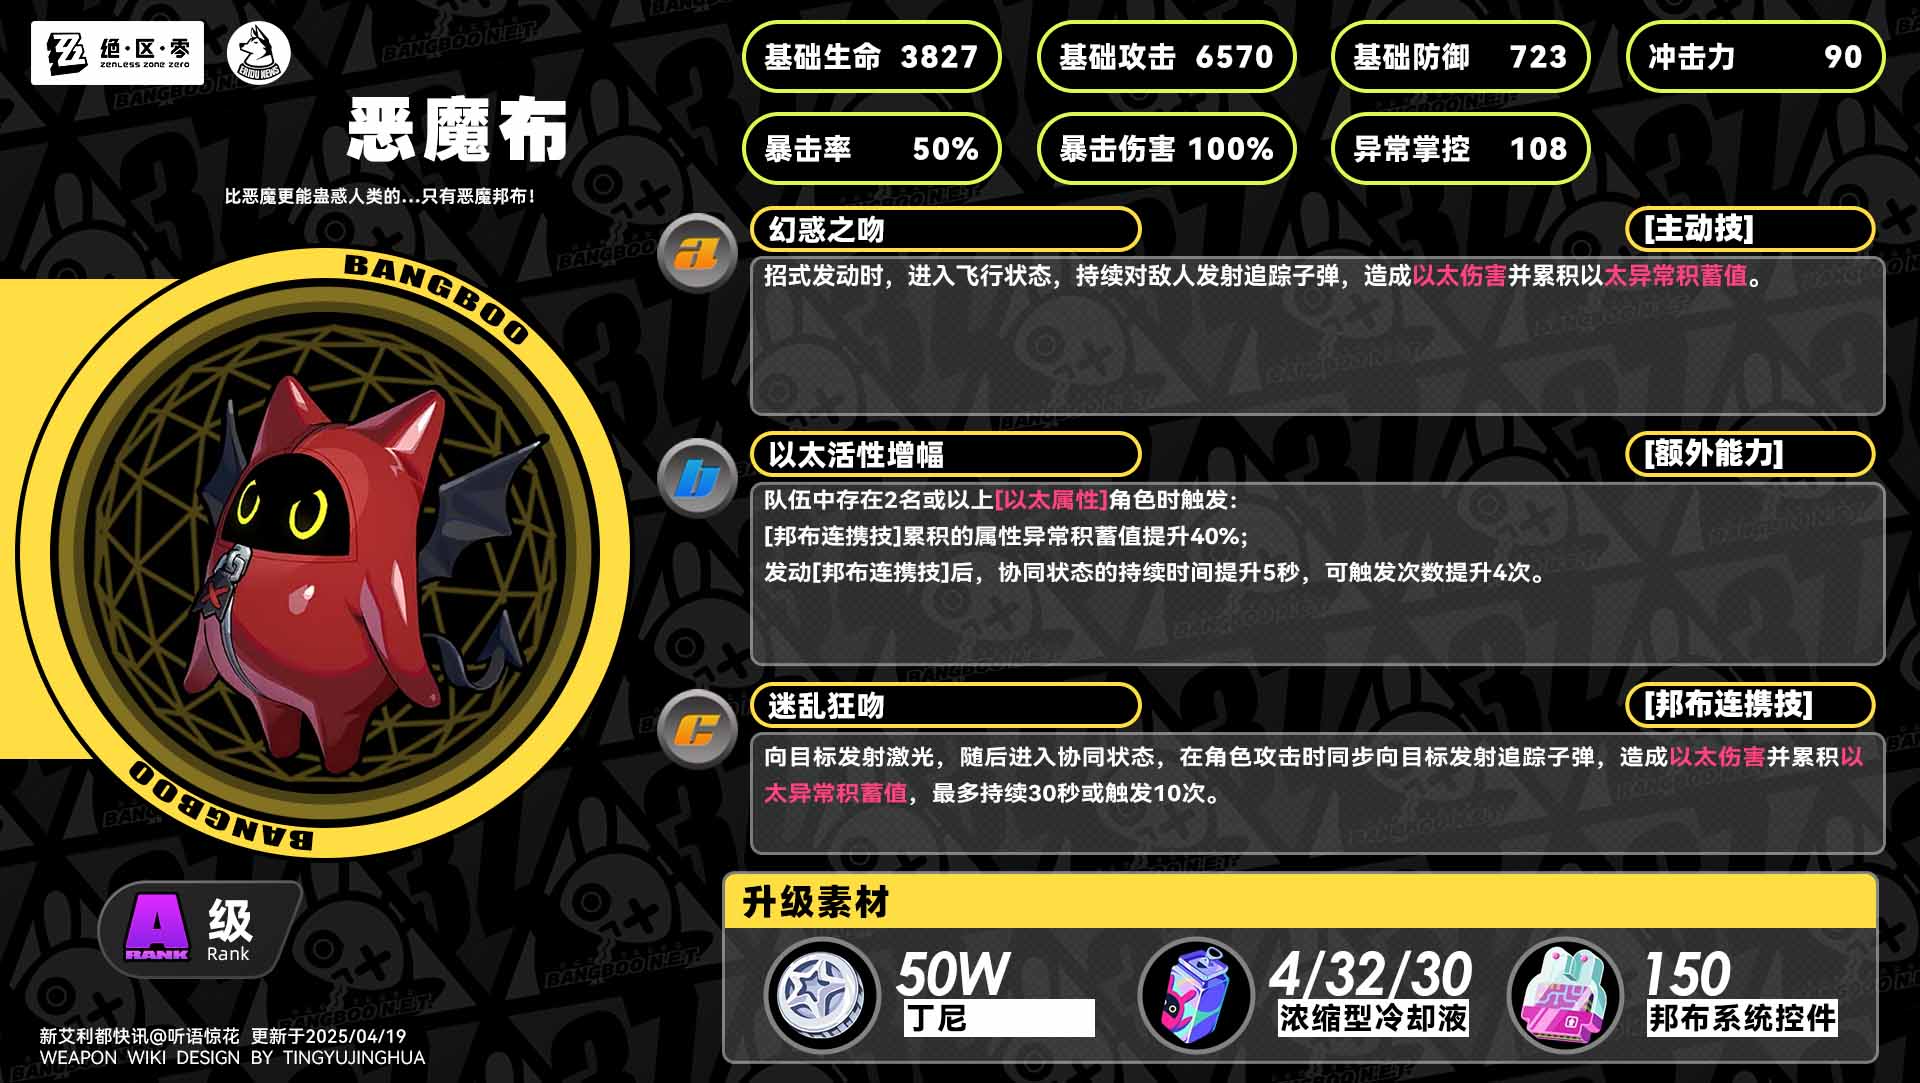 绝·区·零
ZENLESS ZONE ZERO
ERIDU NEWS
恶魔布
比恶魔更能蛊惑人类的...只有恶魔邦布！
BANGBOO
BANGBOO
A
RANK
级
Rank
新艾利都快讯@听语惊花 更新于2025/04/19
WEAPON WIKI DESIGN BY TINGYUJINGHUA
基础生命 3827
基础攻击 6570
基础防御 723
冲击力 90
暴击率 50%
暴击伤害 100%
异常掌控 108
a
幻惑之吻
[主动技]
招式发动时，进入飞行状态，持续对敌人发射追踪子弹，造成以太伤害并累积以太异常积蓄值。
b
以太活性增幅
[额外能力]
队伍中存在2名或以上[以太属性]角色时触发：
[邦布连携技]累积的属性异常积蓄值提升40%；
发动[邦布连携技]后，协同状态的持续时间提升5秒，可触发次数提升4次。
c
迷乱狂吻
[邦布连携技]
向目标发射激光，随后进入协同状态，在角色攻击时同步向目标发射追踪子弹，造成以太伤害并累积以
太异常积蓄值，最多持续30秒或触发10次。
升级素材
50W
丁尼
4/32/30
浓缩型冷却液
150
邦布系统控件